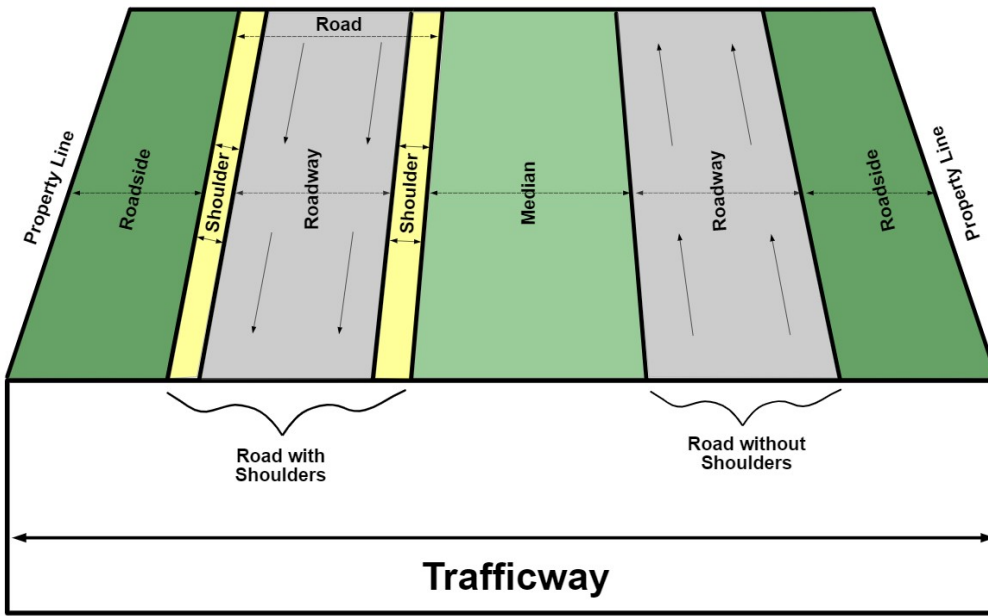 Road
Property Line
Roadside
Shoulder
Roadway
Shoulder
Median
Roadway
Roadside
Property Line
Road with
Shoulders
Road without
Shoulders
Trafficway